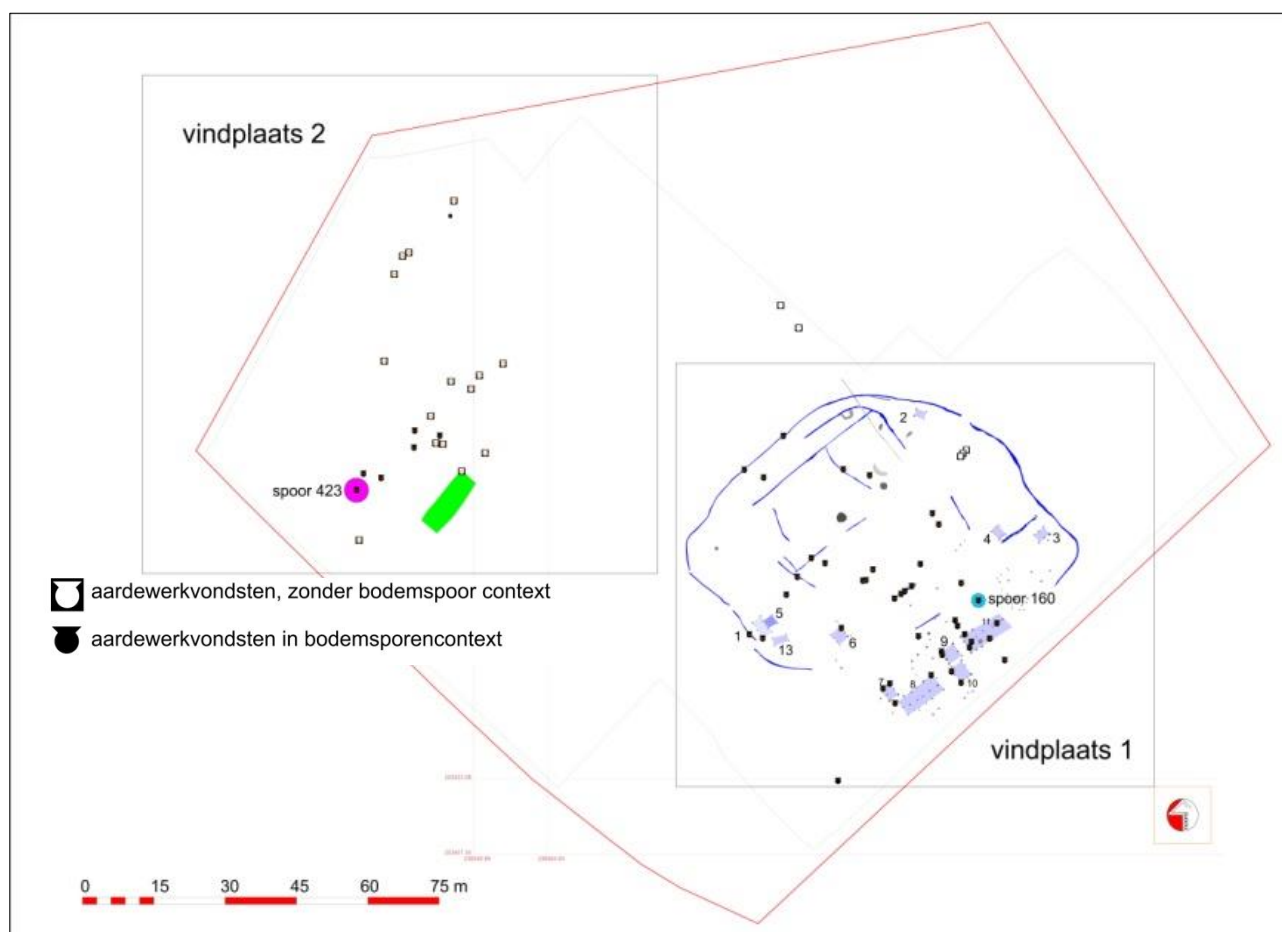 vindplaats 2
2
spoor 423
4
3
aardewerkvondsten, zonder bodemspoor context
spoor 160
5
11
aardewerkvondsten in bodemsporencontext
1
13
6
9
7
8
10
vindplaats 1
0 15 30 45 60 75 m